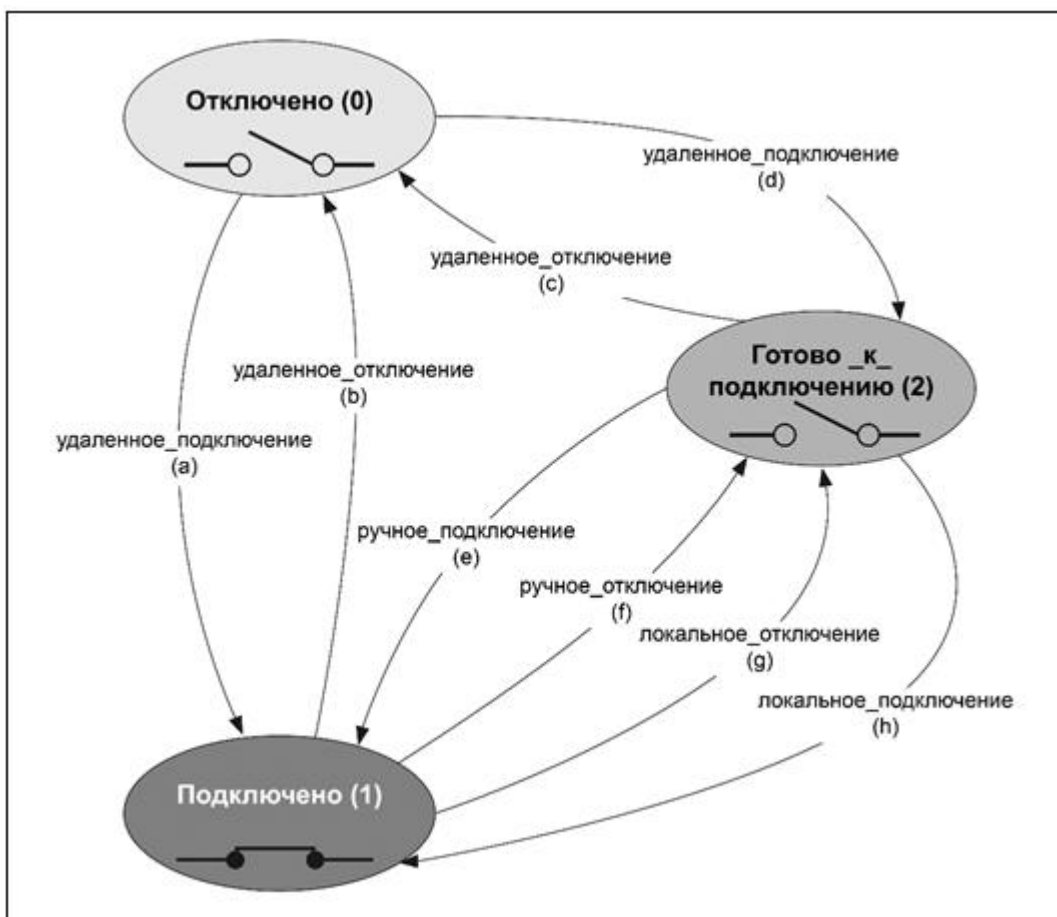 Отключено (0)
удаленное_подключение
(d)
удаленное_отключение
(c)
Готово _к_
подключению (2)
удаленное_отключение
(b)
удаленное_подключение
(a)
ручное_подключение
(e)
ручное_отключение
(f)
локальное_отключение
(g)
локальное_подключение
(h)
Подключено (1)